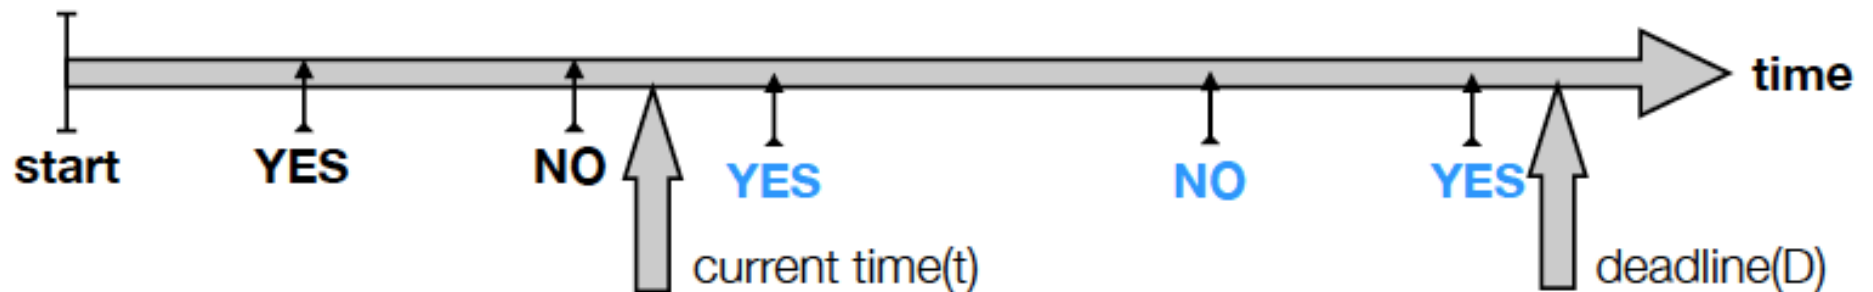 time
start YES NO YES NO YES
current time(t) deadline(D)